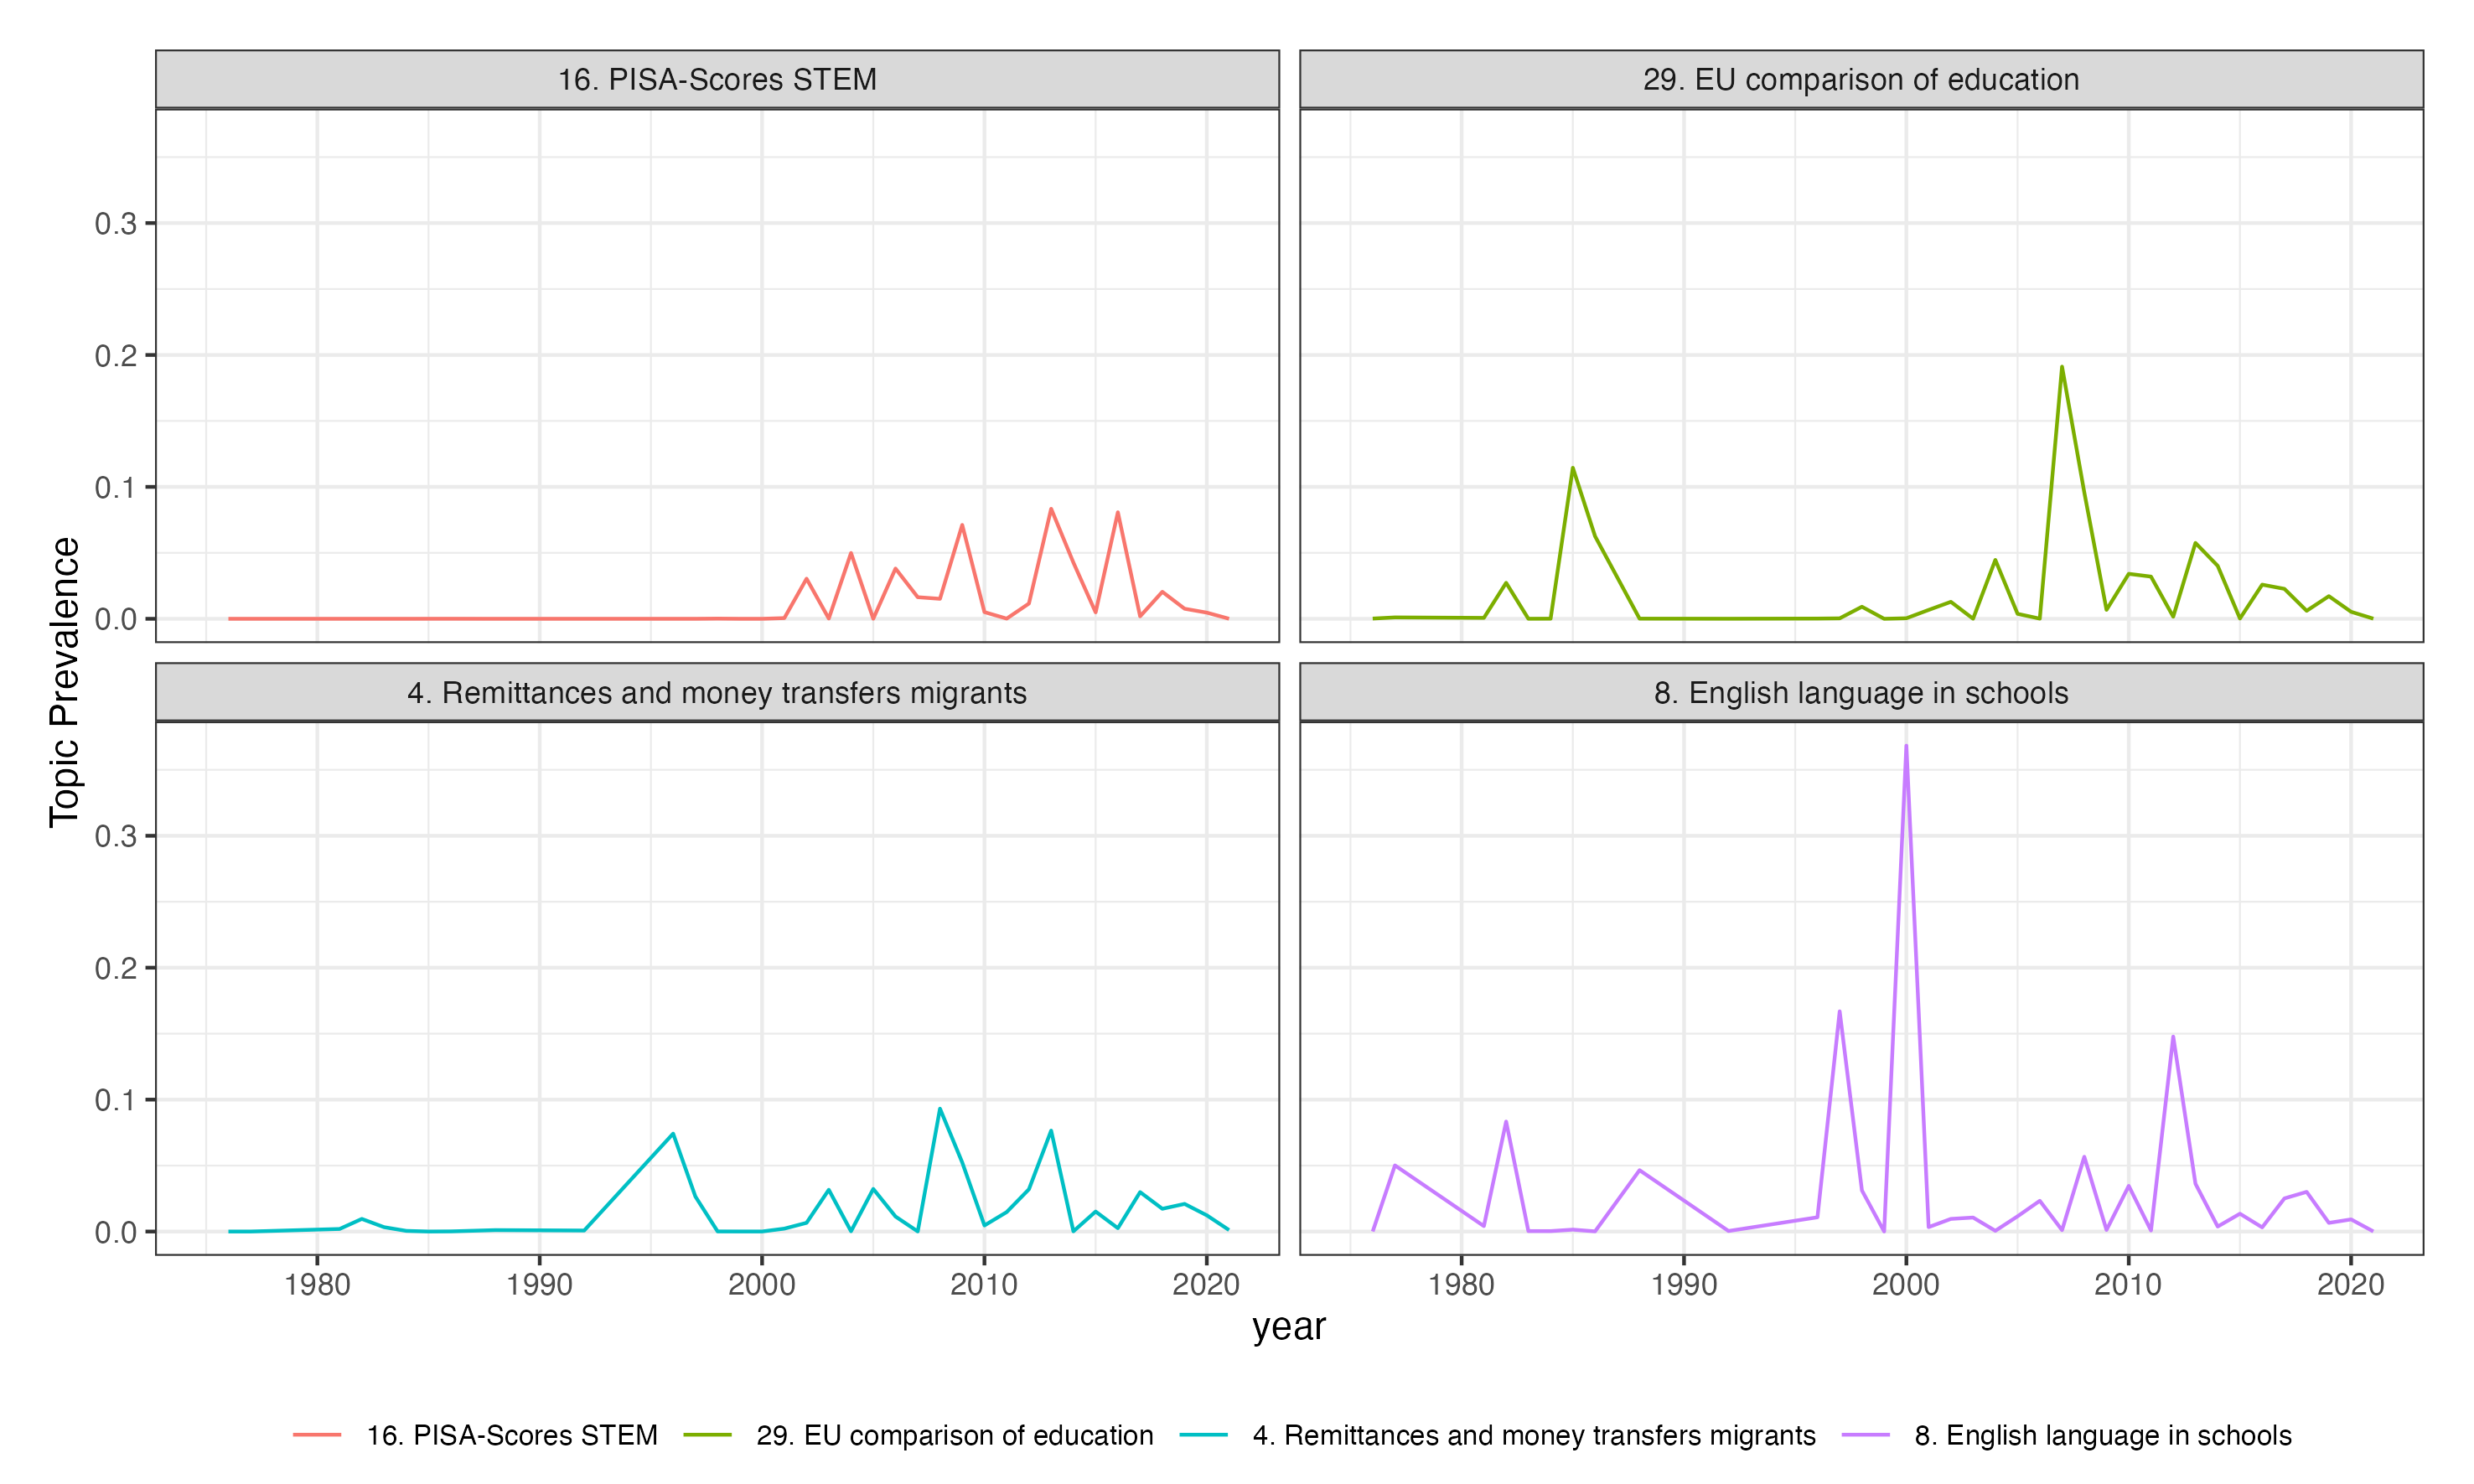 16. PISA-Scores STEM
29. EU comparison of education
0.3
0.2
0.1
0.0
4. Remittances and money transfers migrants
8. English language in schools
0.3
0.2
0.1
0.0
Topic Prevalence
1980 1990 2000 2010 2020
1980 1990 2000 2010 2020
year
16. PISA-Scores STEM 29. EU comparison of education 4. Remittances and money transfers migrants 8. English language in schools